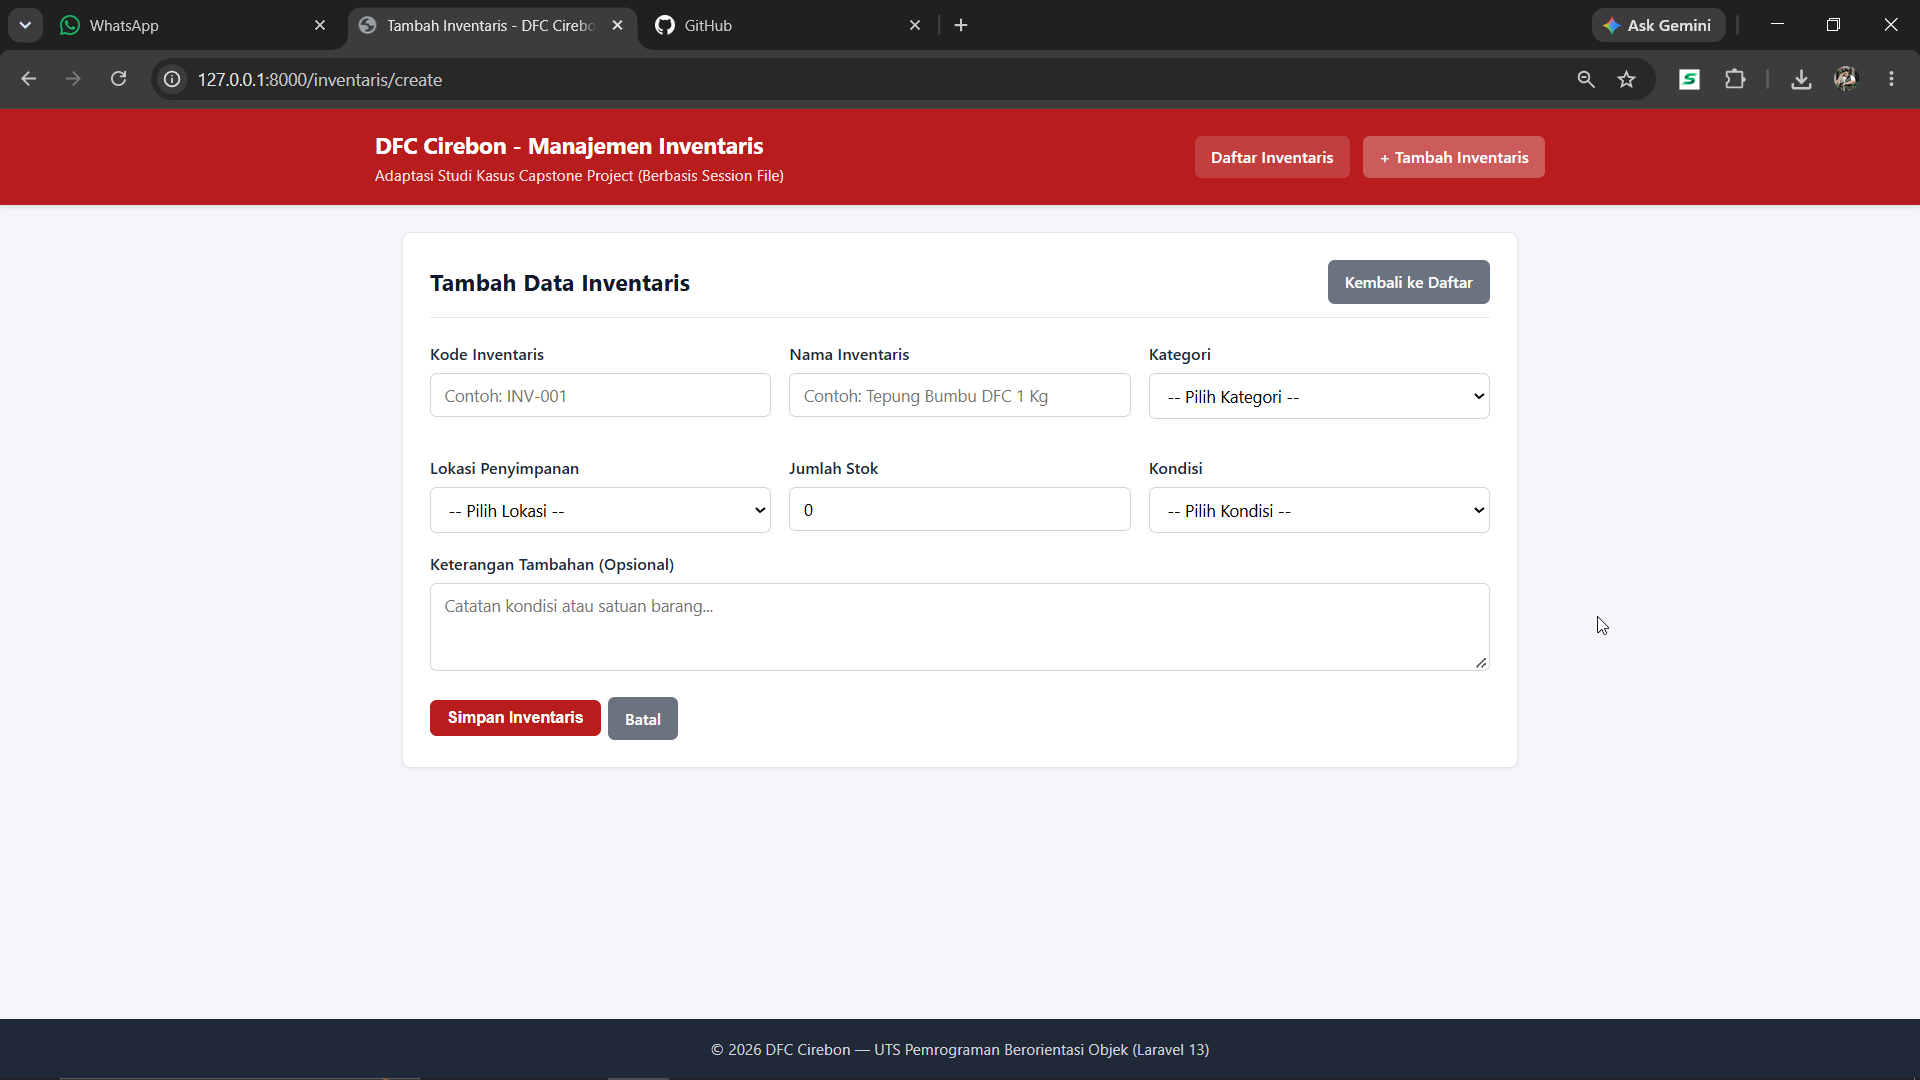 WhatsApp
Tambah Inventaris - DFC Cirebo
GitHub
Ask Gemini
127.0.0.1:8000/inventaris/create
DFC Cirebon - Manajemen Inventaris
Adaptasi Studi Kasus Capstone Project (Berbasis Session File)
Daftar Inventaris
+ Tambah Inventaris
Tambah Data Inventaris
Kembali ke Daftar
Kode Inventaris
Nama Inventaris
Kategori
Contoh: INV-001
Contoh: Tepung Bumbu DFC 1 Kg
-- Pilih Kategori --
Lokasi Penyimpanan
Jumlah Stok
Kondisi
-- Pilih Lokasi --
0
-- Pilih Kondisi --
Keterangan Tambahan (Opsional)
Catatan kondisi atau satuan barang...
Simpan Inventaris
Batal
© 2026 DFC Cirebon — UTS Pemrograman Berorientasi Objek (Laravel 13)